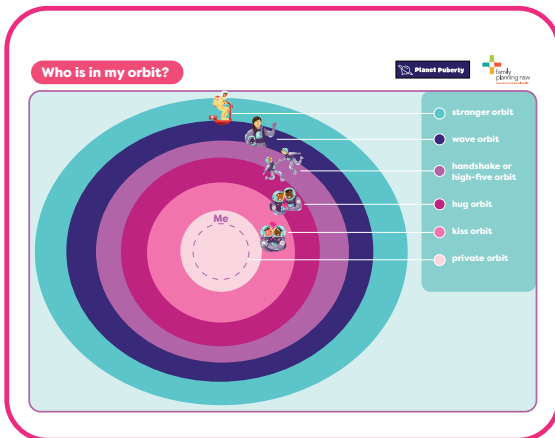 Who is in my orbit?
Planet Puberty
family
planning nsw
stranger orbit
wave orbit
handshake or
high-five orbit
hug orbit
Me
kiss orbit
private orbit